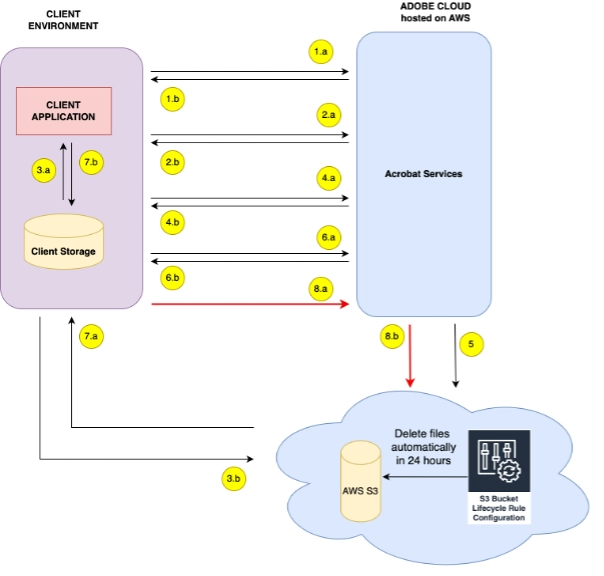 CLIENT
ENVIRONMENT
ADOBE CLOUD
hosted on AWS
1.a
1.b
CLIENT
APPLICATION
2.a
2.b
3.a
7.b
4.a
Acrobat Services
4.b
Client Storage
6.a
6.b
8.a
7.a
8.b
5
Delete files
automatically
in 24 hours
AWS S3
S3 Bucket
Lifecycle Rule
Configuration
3.b